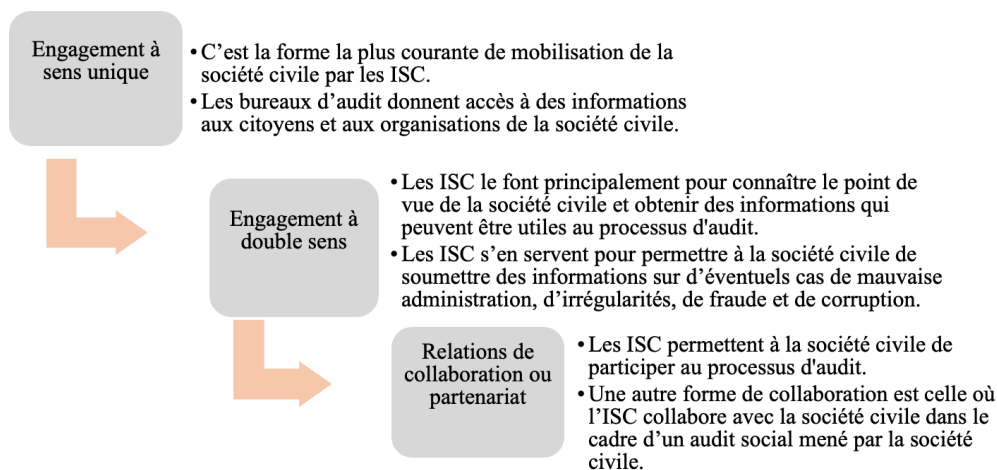 Engagement à
sens unique
• C’est la forme la plus courante de mobilisation de la
société civile par les ISC.
• Les bureaux d’audit donnent accès à des informations
aux citoyens et aux organisations de la société civile.
Engagement à
double sens
• Les ISC le font principalement pour connaître le point de
vue de la société civile et obtenir des informations qui
peuvent être utiles au processus d'audit.
• Les ISC s’en servent pour permettre à la société civile de
soumettre des informations sur d’éventuels cas de mauvaise
administration, d’irrégularités, de fraude et de corruption.
Relations de
collaboration ou
partenariat
• Les ISC permettent à la société civile de
participer au processus d'audit.
• Une autre forme de collaboration est celle où
l’ISC collabore avec la société civile dans le
cadre d’un audit social mené par la société
civile.